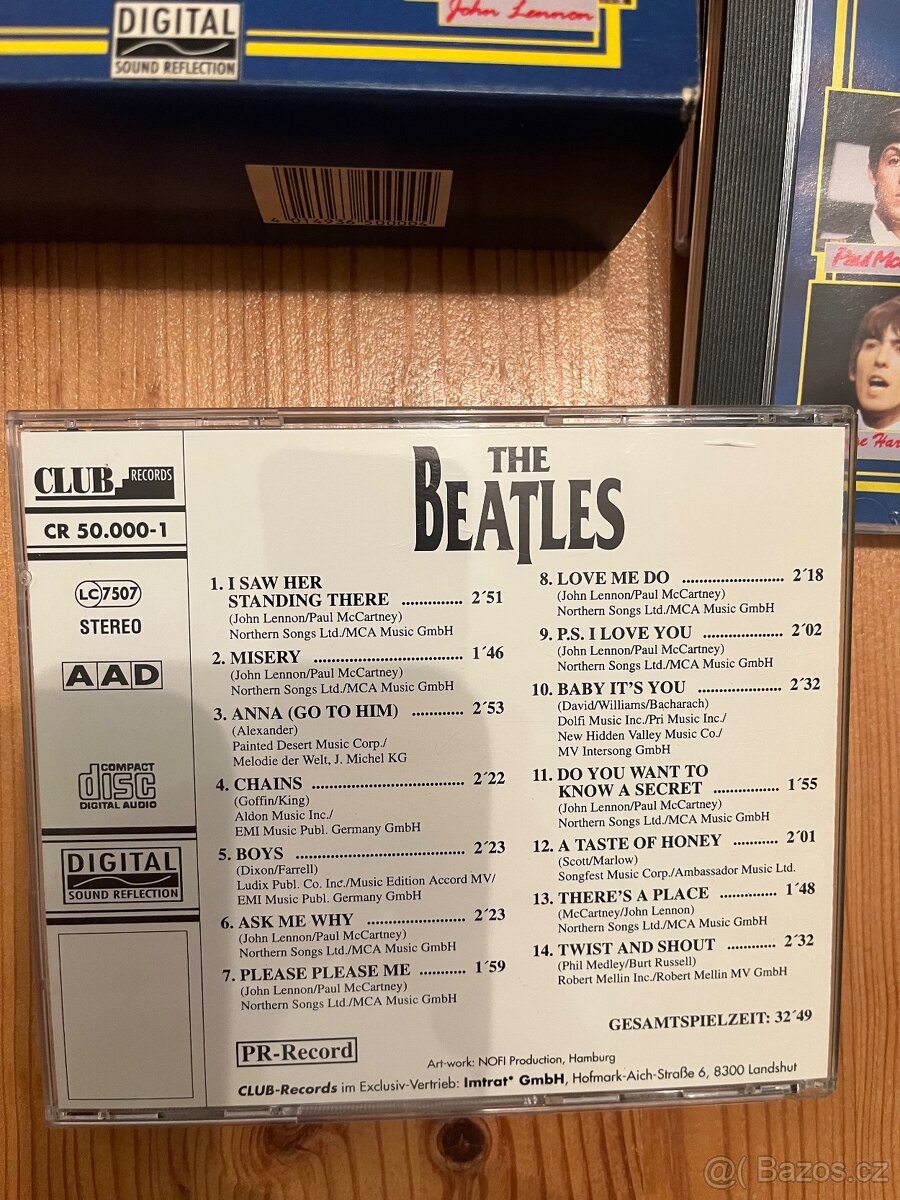 DIGITAL
SOUND REFLECTION
John Lennon
4 014936 500006
Paul Mc
e Har
CLUB RECORDS
CR 50.000-1
LC 7507
STEREO
AAD
COMPACT
disc
DIGITAL AUDIO
DIGITAL
SOUND REFLECTION
THE
BEATLES
1. I SAW HER
STANDING THERE ............. 2´51
(John Lennon/Paul McCartney)
Northern Songs Ltd./MCA Music GmbH
2. MISERY ................................ 1´46
(John Lennon/Paul McCartney)
Northern Songs Ltd./MCA Music GmbH
3. ANNA (GO TO HIM) ........... 2´53
(Alexander)
Painted Desert Music Corp./
Melodie der Welt, J. Michel KG
4. CHAINS ................................ 2´22
(Goffin/King)
Aldon Music Inc./
EMI Music Publ. Germany GmbH
5. BOYS .................................... 2´23
(Dixon/Farrell)
Ludix Publ. Co. Inc./Music Edition Accord MV/
EMI Music Publ. Germany GmbH
6. ASK ME WHY ..................... 2´23
(John Lennon/Paul McCartney)
Northern Songs Ltd./MCA Music GmbH
7. PLEASE PLEASE ME .......... 1´59
(John Lennon/Paul McCartney)
Northern Songs Ltd./MCA Music GmbH
8. LOVE ME DO ...................... 2´18
(John Lennon/Paul McCartney)
Northern Songs Ltd./MCA Music GmbH
9. P.S. I LOVE YOU ................. 2´02
(John Lennon/Paul McCartney)
Northern Songs Ltd./MCA Music GmbH
10. BABY IT'S YOU .................. 2´32
(David/Williams/Bacharach)
Dolfi Music Inc./Pri Music Inc./
New Hidden Valley Music Co./
MV Intersong GmbH
11. DO YOU WANT TO
KNOW A SECRET .............. 1´55
(John Lennon/Paul McCartney)
Northern Songs Ltd./MCA Music GmbH
12. A TASTE OF HONEY .......... 2´01
(Scott/Marlow)
Songfest Music Corp./Ambassador Music Ltd.
13. THERE'S A PLACE ............ 1´48
(McCartney/John Lennon)
Northern Songs Ltd./MCA Music GmbH
14. TWIST AND SHOUT ........... 2´32
(Phil Medley/Burt Russell)
Robert Mellin Inc./Robert Mellin MV GmbH
GESAMTSPIELZEIT: 32´49
PR-Record
Art-work: NOFI Production, Hamburg
CLUB-Records im Exclusiv-Vertrieb: Imtrat* GmbH, Hofmark-Aich-Straße 6, 8300 Landshut
@ Bazos.cz